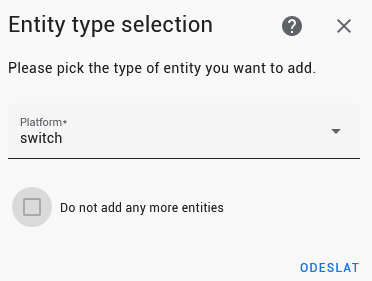 Entity type selection
Please pick the type of entity you want to add.
Platform*
switch
Do not add any more entities
ODESLAT